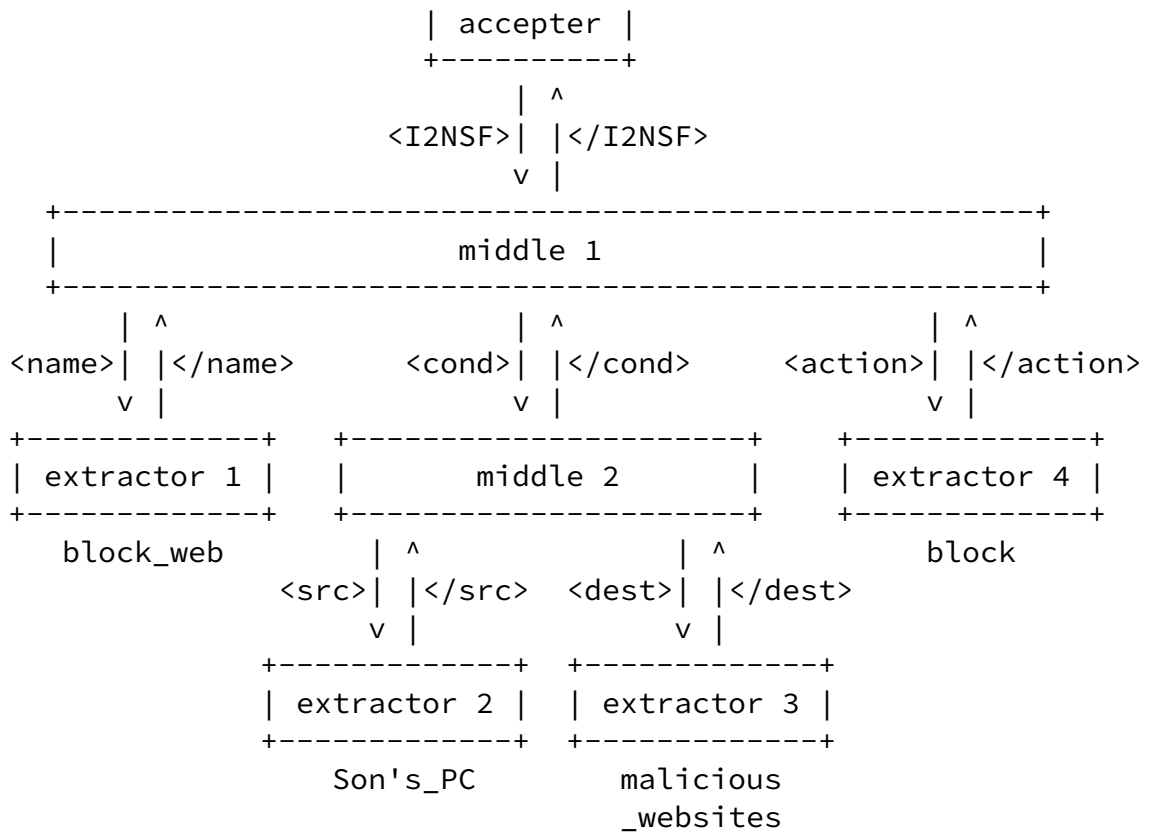 | accepter |
+----------+
| ^
<I2NSF>| |</I2NSF>
v |
+------------------------------------------------------+
| middle 1 |
+------------------------------------------------------+
| ^ | ^ | ^
<name>| |</name> <cond>| |</cond> <action>| |</action>
v | v | v |
+-------------+ +----------------------+ +-------------+
| extractor 1 | | middle 2 | | extractor 4 |
+-------------+ +----------------------+ +-------------+
block_web | ^ | ^ block
<src>| |</src> <dest>| |</dest>
v | v |
+-------------+ +-------------+
| extractor 2 | | extractor 3 |
+-------------+ +-------------+
Son's_PC malicious
_websites